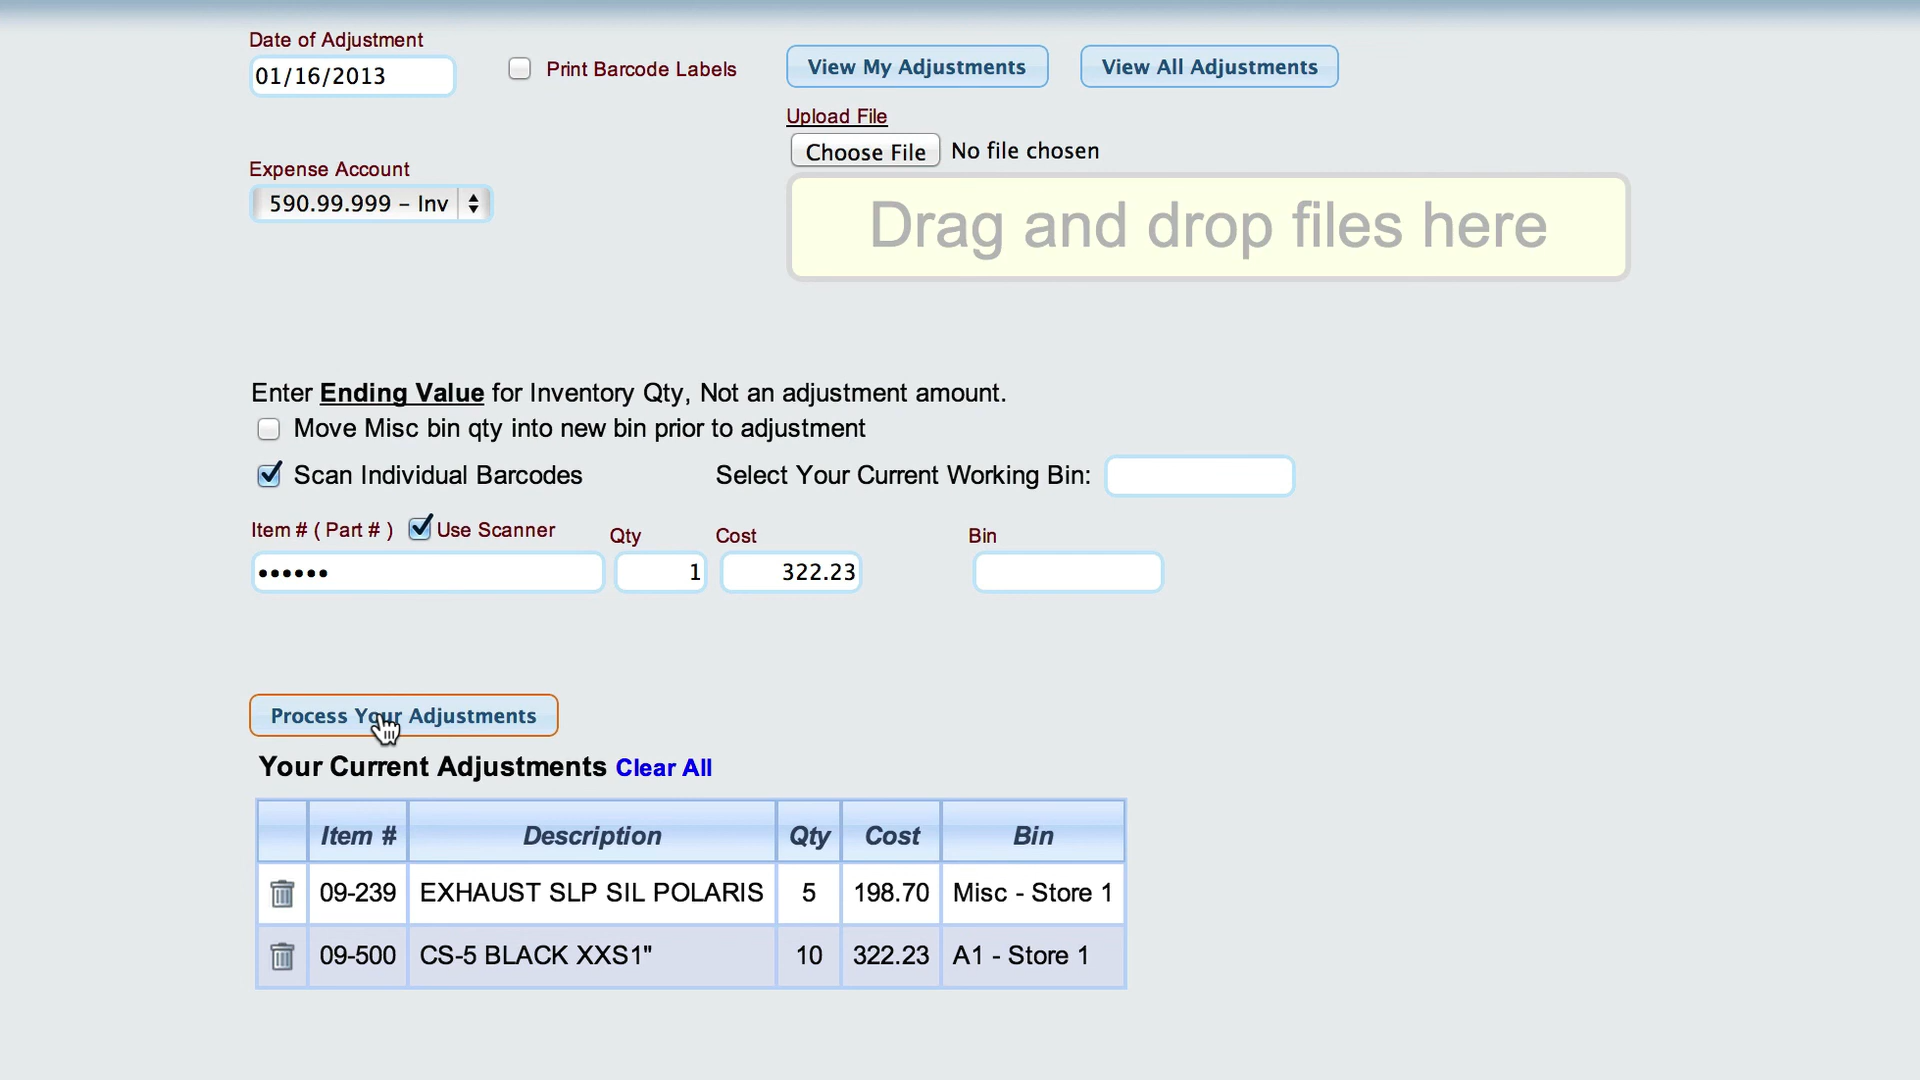 Date of Adjustment
01/16/2013
Print Barcode Labels
View My Adjustments
View All Adjustments
Upload File
Choose File No file chosen
Expense Account
590.99.999 – Inv
Drag and drop files here
Enter Ending Value for Inventory Qty, Not an adjustment amount.
Move Misc bin qty into new bin prior to adjustment
Scan Individual Barcodes
Select Your Current Working Bin:
Item # ( Part # ) Use Scanner
Qty
Cost
Bin
••••••
1
322.23
Process Your Adjustments
Your Current Adjustments Clear All
Item # Description Qty Cost Bin
09-239 EXHAUST SLP SIL POLARIS 5 198.70 Misc - Store 1
09-500 CS-5 BLACK XXS1" 10 322.23 A1 - Store 1